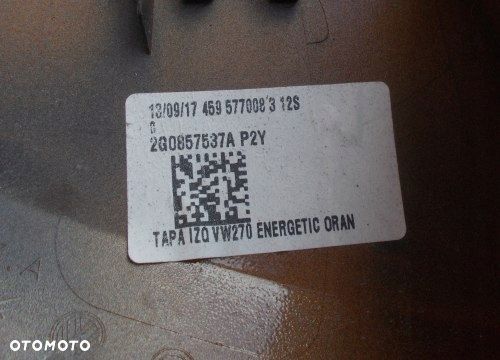 13/09/17 459 577008 3 12S
2G0857537A P2Y
TAPA IZQ VW270 ENERGETIC ORAN
OTOMOTO